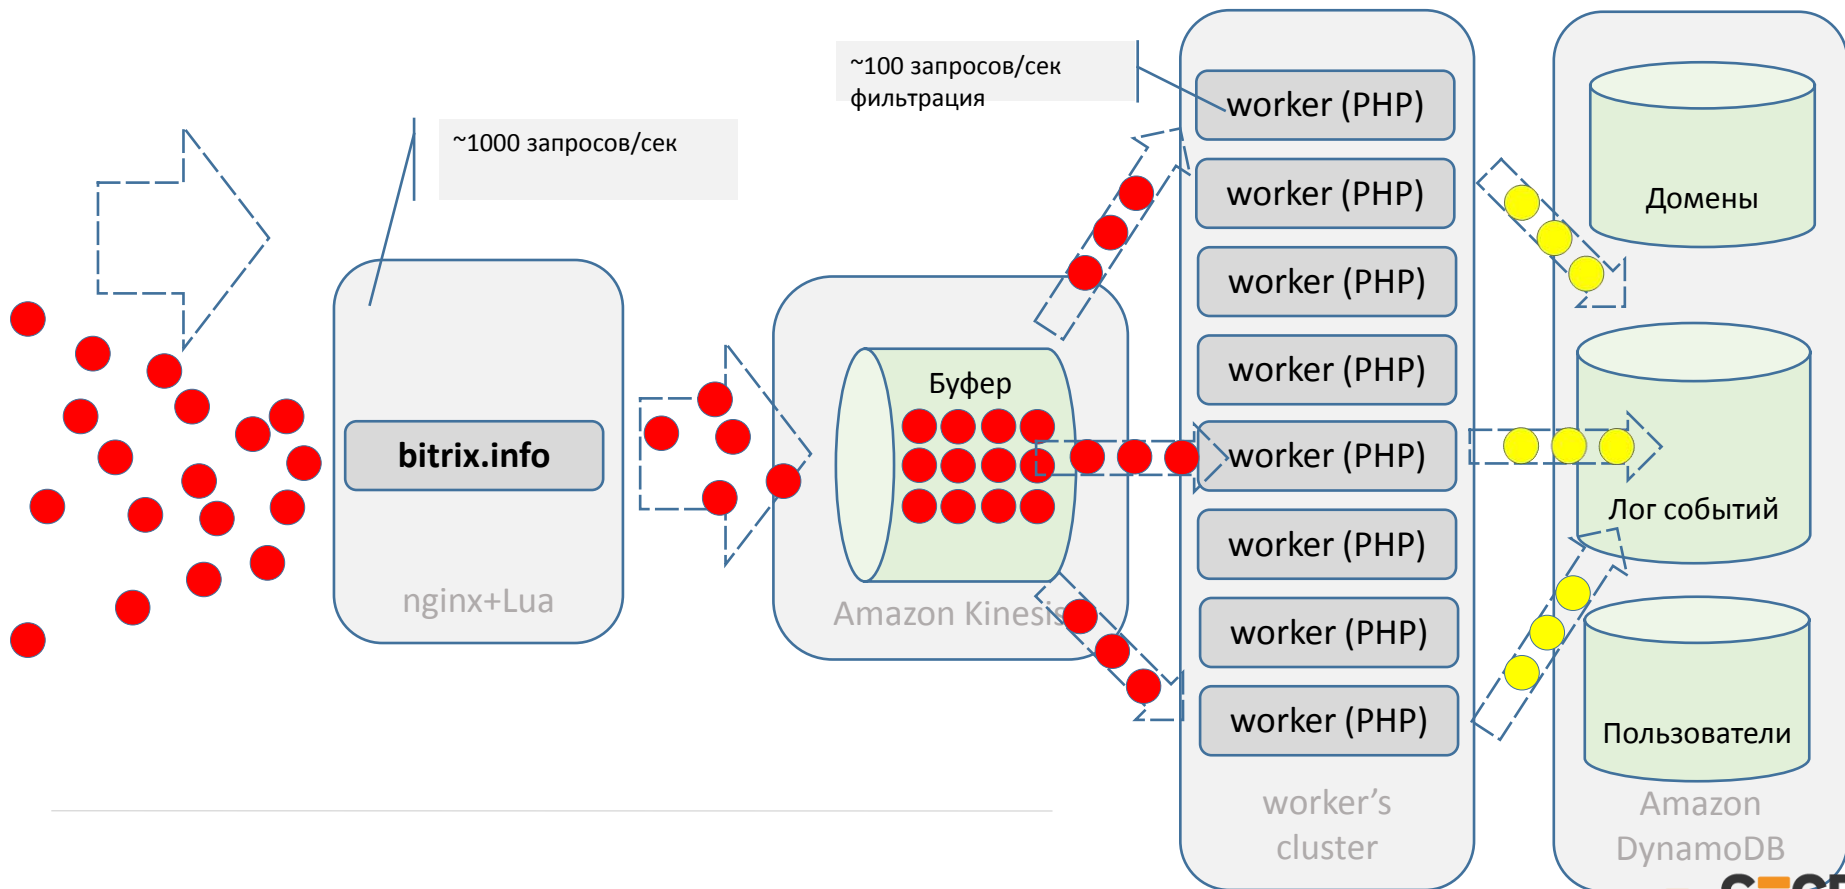 ~1000 запросов/сек
~100 запросов/сек
фильтрация
bitrix.info
nginx+Lua
Буфер
Amazon Kinesis
worker (PHP)
worker (PHP)
worker (PHP)
worker (PHP)
worker (PHP)
worker (PHP)
worker (PHP)
worker (PHP)
worker's
cluster
Домены
Лог событий
Пользователи
Amazon
DynamoDB